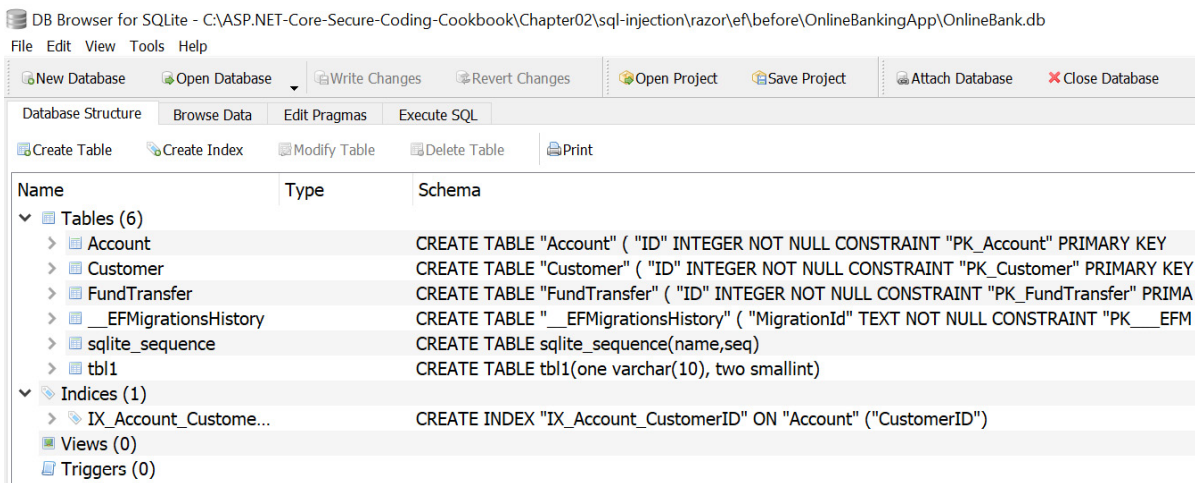 DB Browser for SQLite - C:\ASP.NET-Core-Secure-Coding-Cookbook\Chapter02\sql-injection\razor\ef\before\OnlineBankingApp\OnlineBank.db
File Edit View Tools Help
New Database Open Database Write Changes Revert Changes Open Project Save Project Attach Database Close Database
Database Structure Browse Data Edit Pragmas Execute SQL
Create Table Create Index Modify Table Delete Table Print
Name Type Schema
Tables (6)
Account CREATE TABLE "Account" ( "ID" INTEGER NOT NULL CONSTRAINT "PK_Account" PRIMARY KEY
Customer CREATE TABLE "Customer" ( "ID" INTEGER NOT NULL CONSTRAINT "PK_Customer" PRIMARY KEY
FundTransfer CREATE TABLE "FundTransfer" ( "ID" INTEGER NOT NULL CONSTRAINT "PK_FundTransfer" PRIMA
__EFMigrationsHistory CREATE TABLE "__EFMigrationsHistory" ( "MigrationId" TEXT NOT NULL CONSTRAINT "PK___EFM
sqlite_sequence CREATE TABLE sqlite_sequence(name,seq)
tbl1 CREATE TABLE tbl1(one varchar(10), two smallint)
Indices (1)
IX_Account_Custome... CREATE INDEX "IX_Account_CustomerID" ON "Account" ("CustomerID")
Views (0)
Triggers (0)